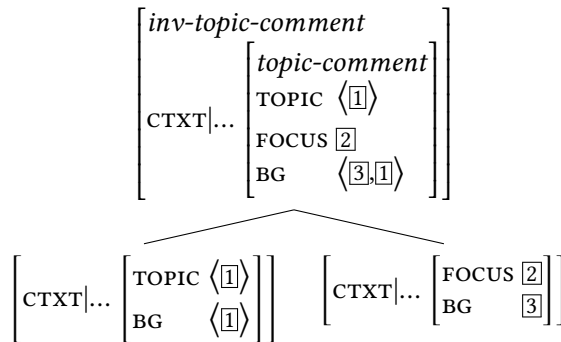 inv-topic-comment
topic-comment
TOPIC ⟨1⟩
CTXT|...
FOCUS 2
BG ⟨3,1⟩
CTXT|... TOPIC ⟨1⟩
BG ⟨1⟩
CTXT|... FOCUS 2
BG 3